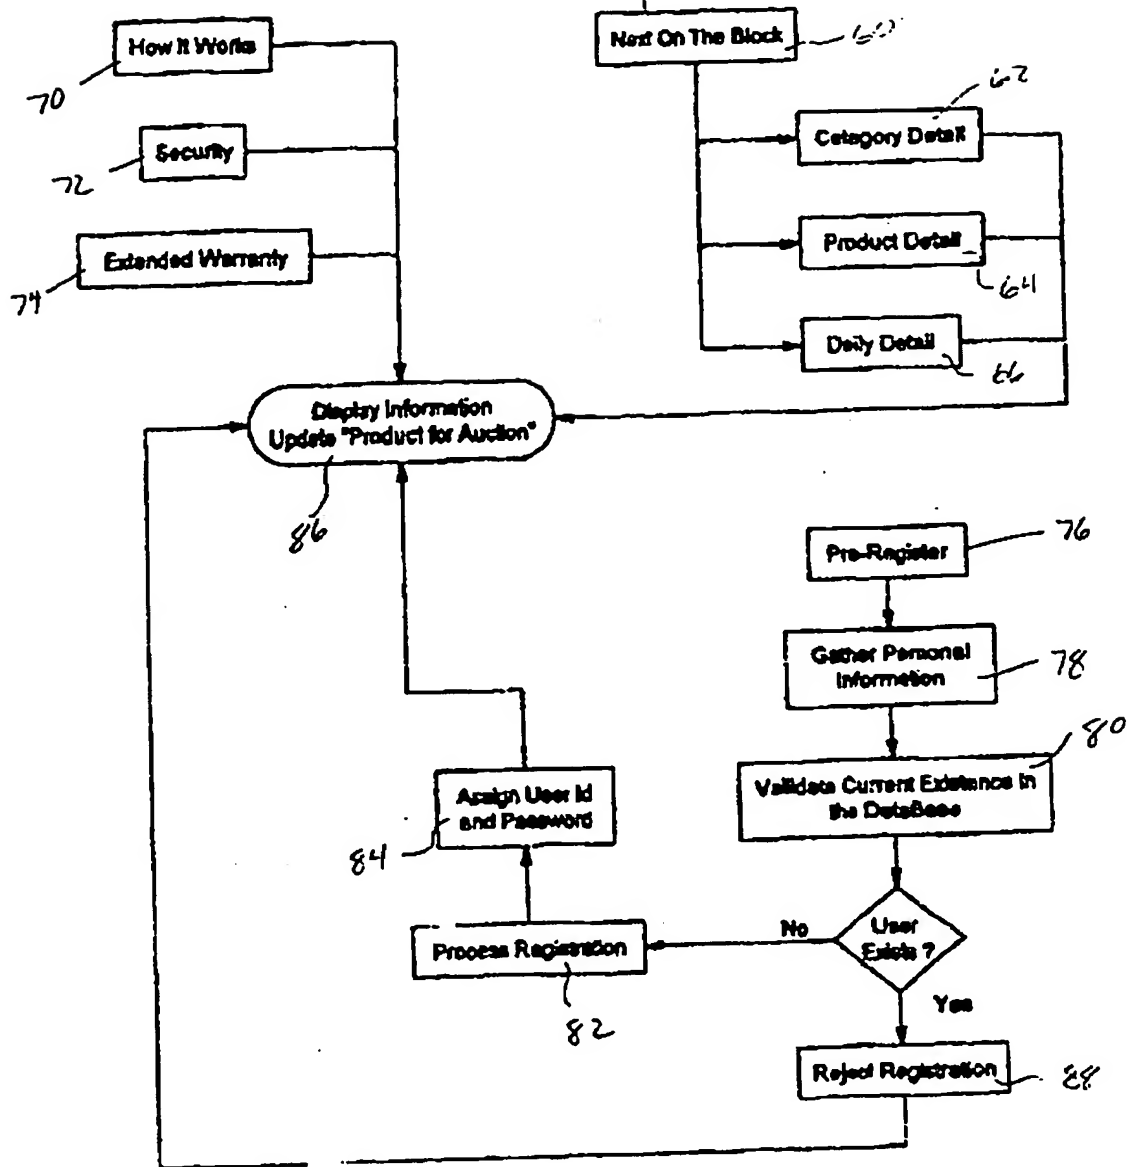 How It Works
70
Security
72
Extended Warranty
74
Next On The Block
60
62
Category Detail
Product Detail
64
Daily Detail
66
Display Information
Update "Product for Auction"
86
Pre-Register
76
Gather Personal
Information
78
80
Validate Current Existence in
the DataBase
Assign User Id
and Password
84
User
Exists ?
No
Process Registration
82
Yes
Reject Registration
88